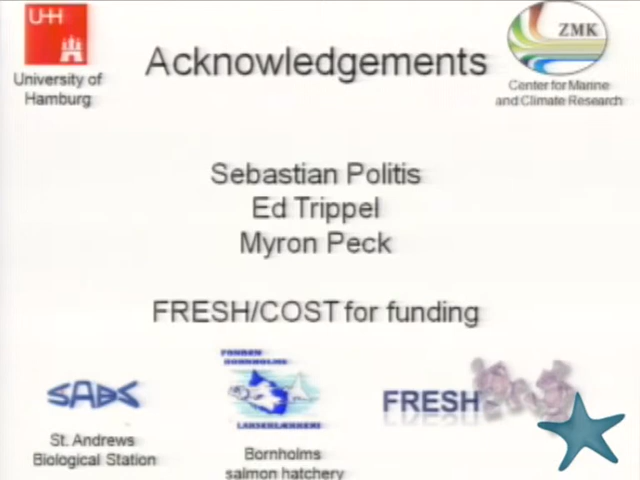 UHH
University of
Hamburg
Acknowledgements
ZMK
Center for Marine
and Climate Research
Sebastian Politis
Ed Trippel
Myron Peck
FRESH/COST for funding
SABS
St. Andrews
Biological Station
BORNHOLMS
Bornholms
salmon hatchery
FRESH